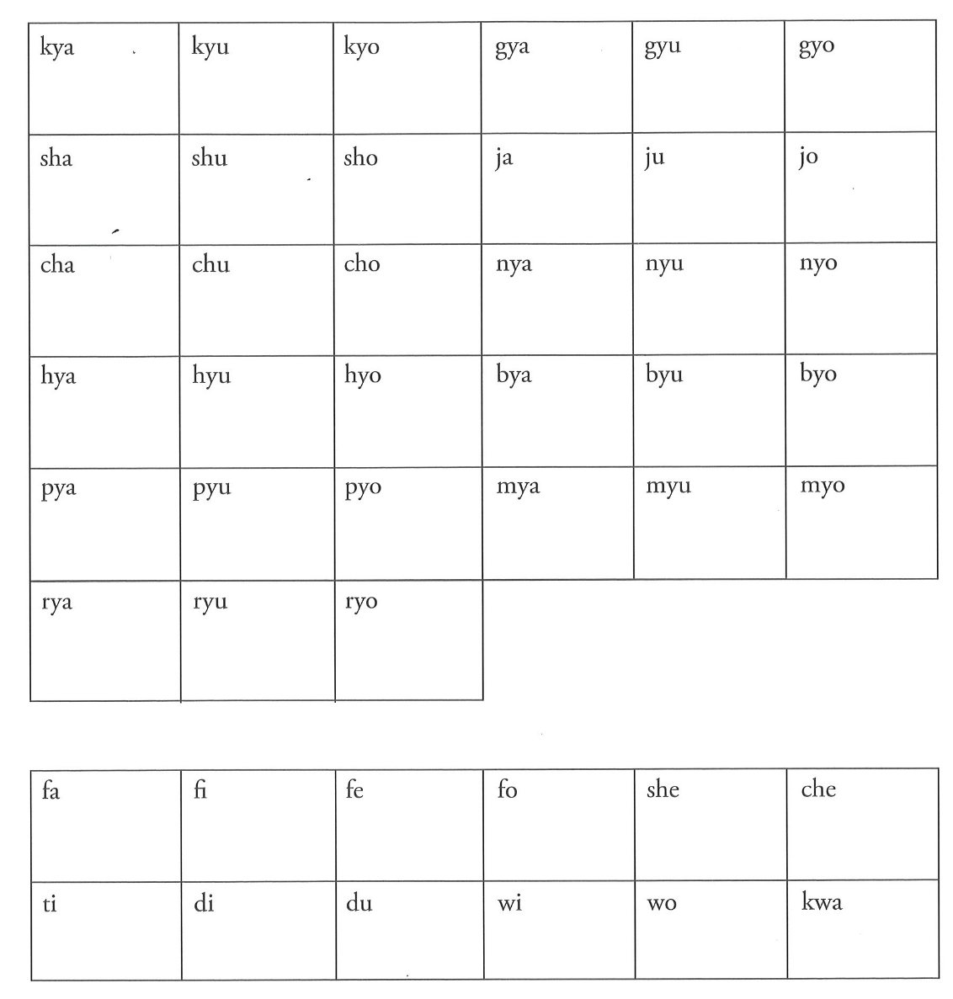 kya kyu kyo gya gyu gyo
sha shu sho ja ju jo
cha chu cho nya nyu nyo
hya hyu hyo bya byu byo
pya pyu pyo mya myu myo
rya ryu ryo
fa fi fe fo she che
ti di du wi wo kwa